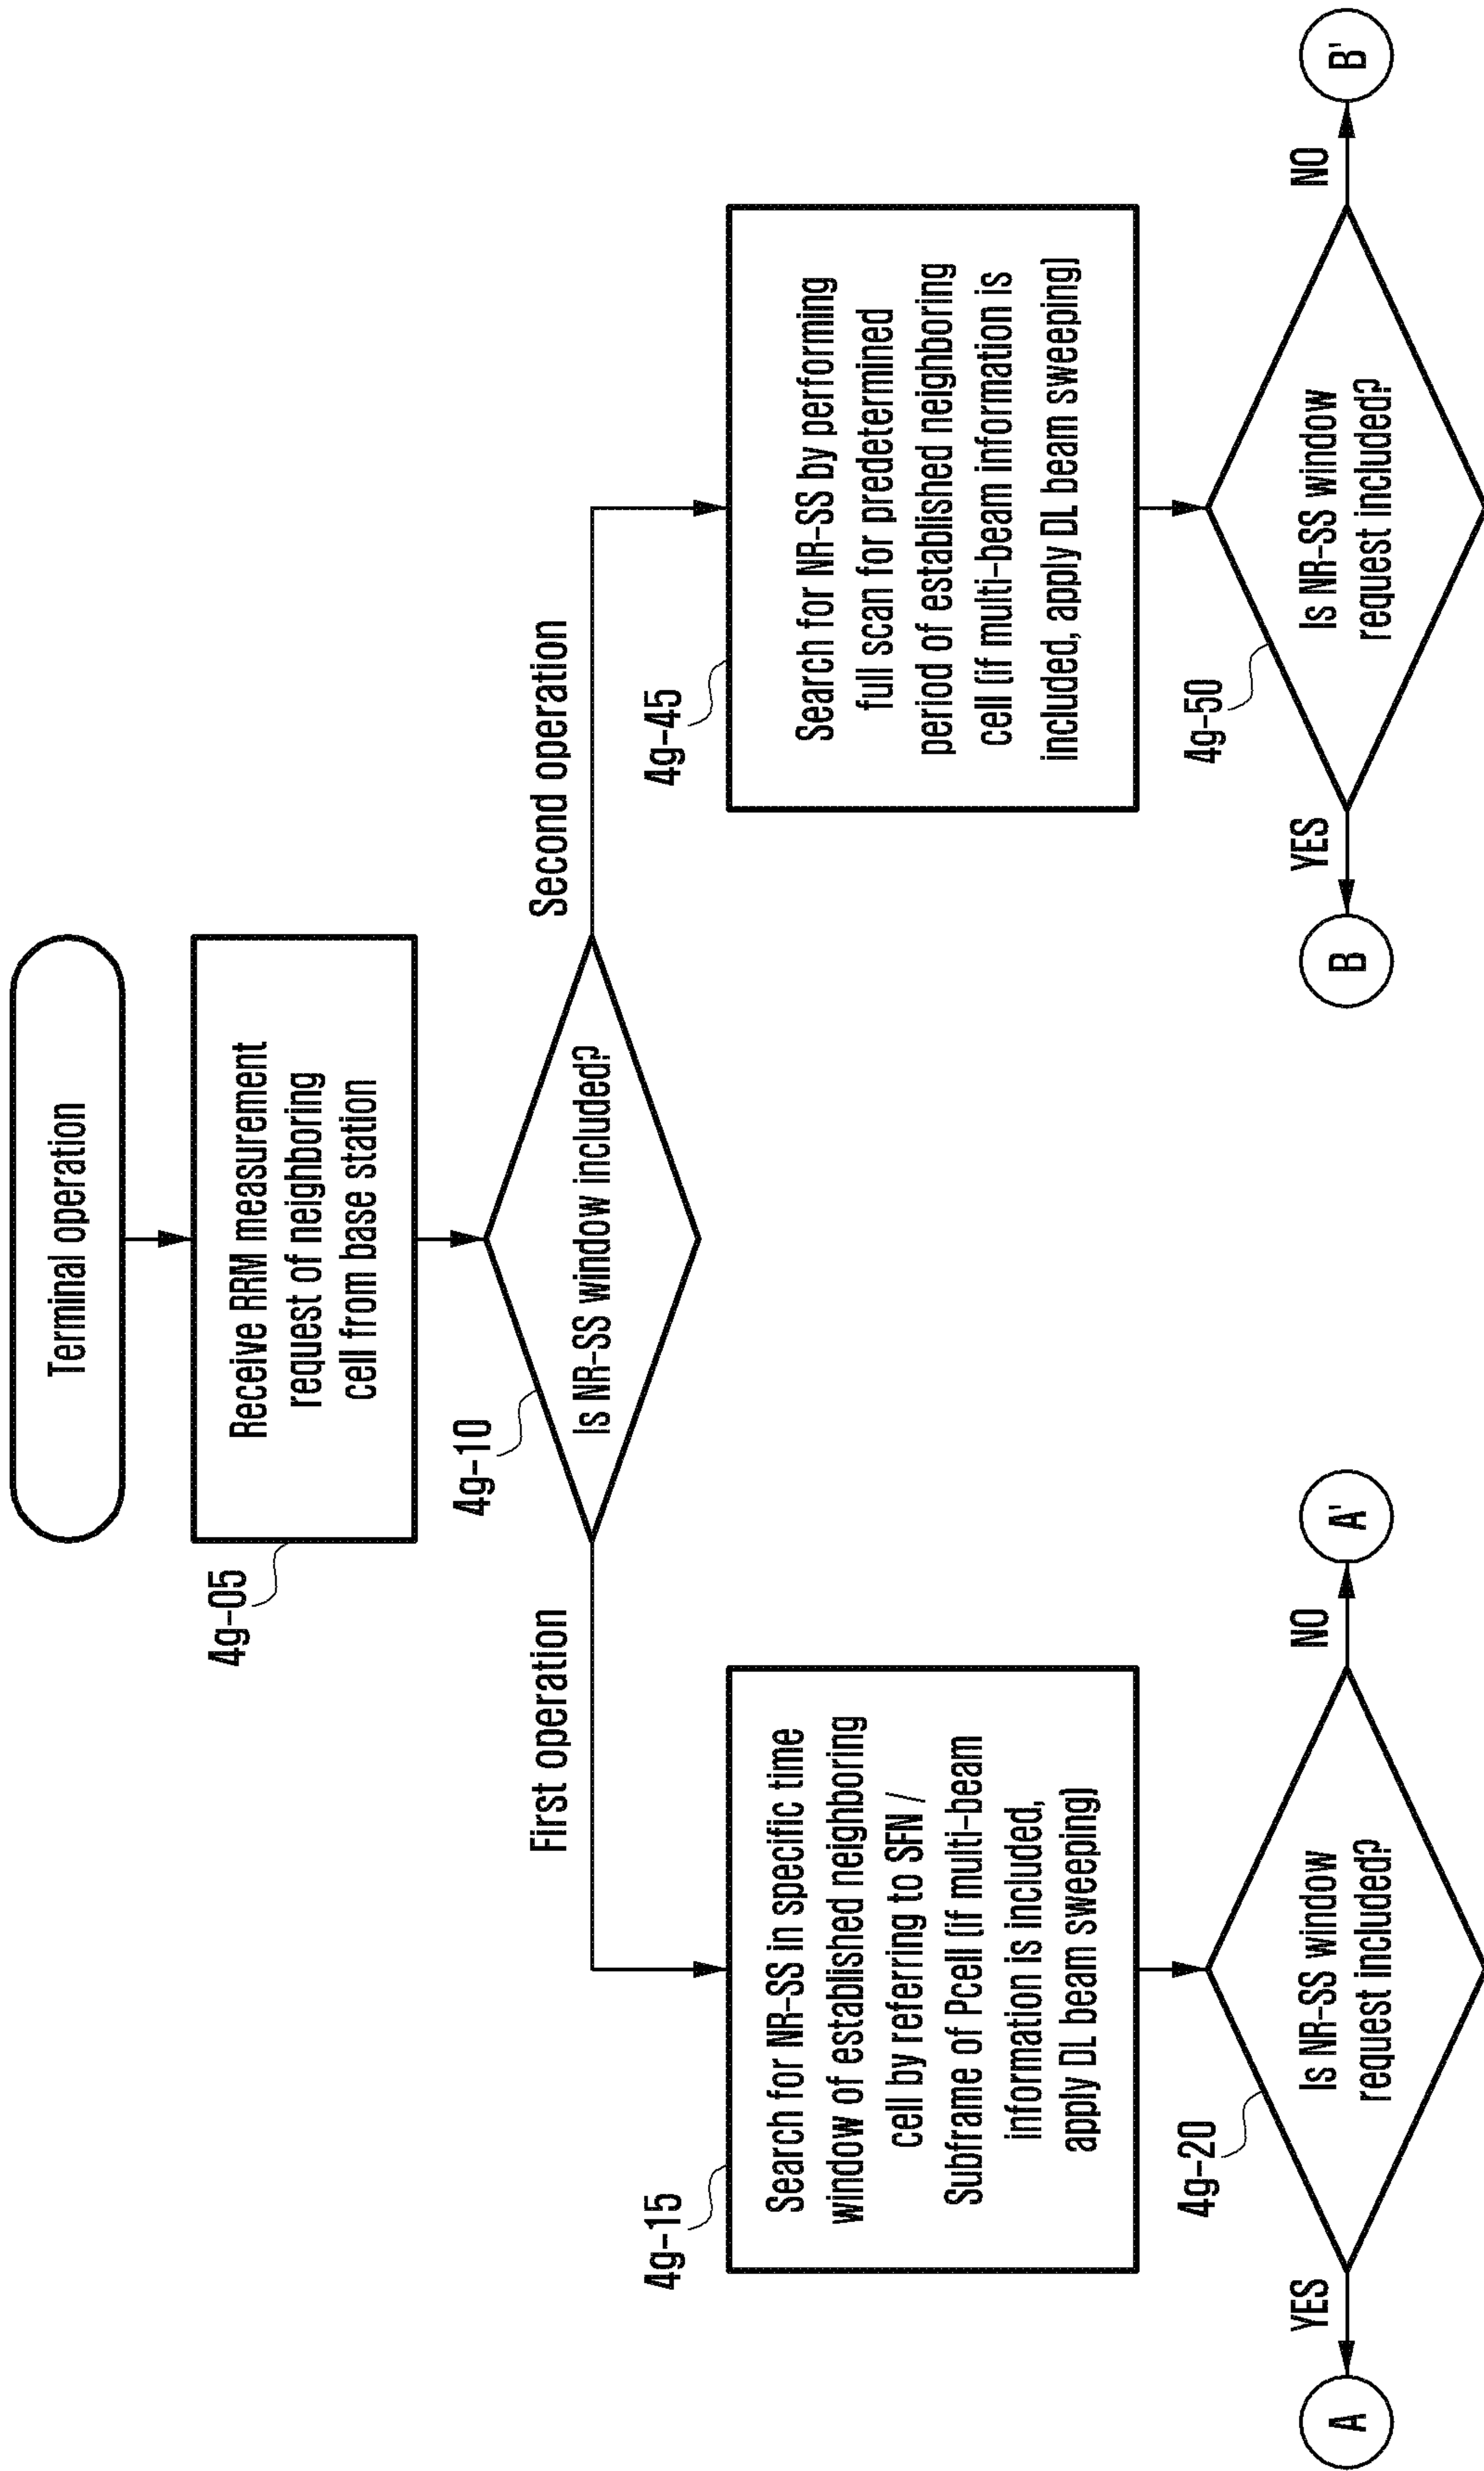 Terminal operation
4g-05
Receive RRM measurement
request of neighboring
cell from base station
4g-10
Is NR-SS window included?
First operation
Second operation
4g-15
Search for NR-SS in specific time
window of established neighboring
cell by referring to SFN /
Subframe of Pcell (if multi-beam
information is included,
apply DL beam sweeping)
4g-45
Search for NR-SS by performing
full scan for predetermined
period of established neighboring
cell (if multi-beam information is
included, apply DL beam sweeping)
4g-20
Is NR-SS window
request included?
YES
A
NO
A'
4g-50
Is NR-SS window
request included?
YES
B
NO
B'